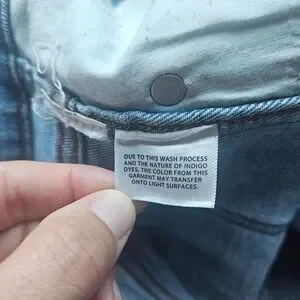 DUE TO THIS WASH PROCESS
AND THE NATURE OF INDIGO
DYES, THE COLOR FROM THIS
GARMENT MAY TRANSFER
ONTO LIGHT SURFACES.